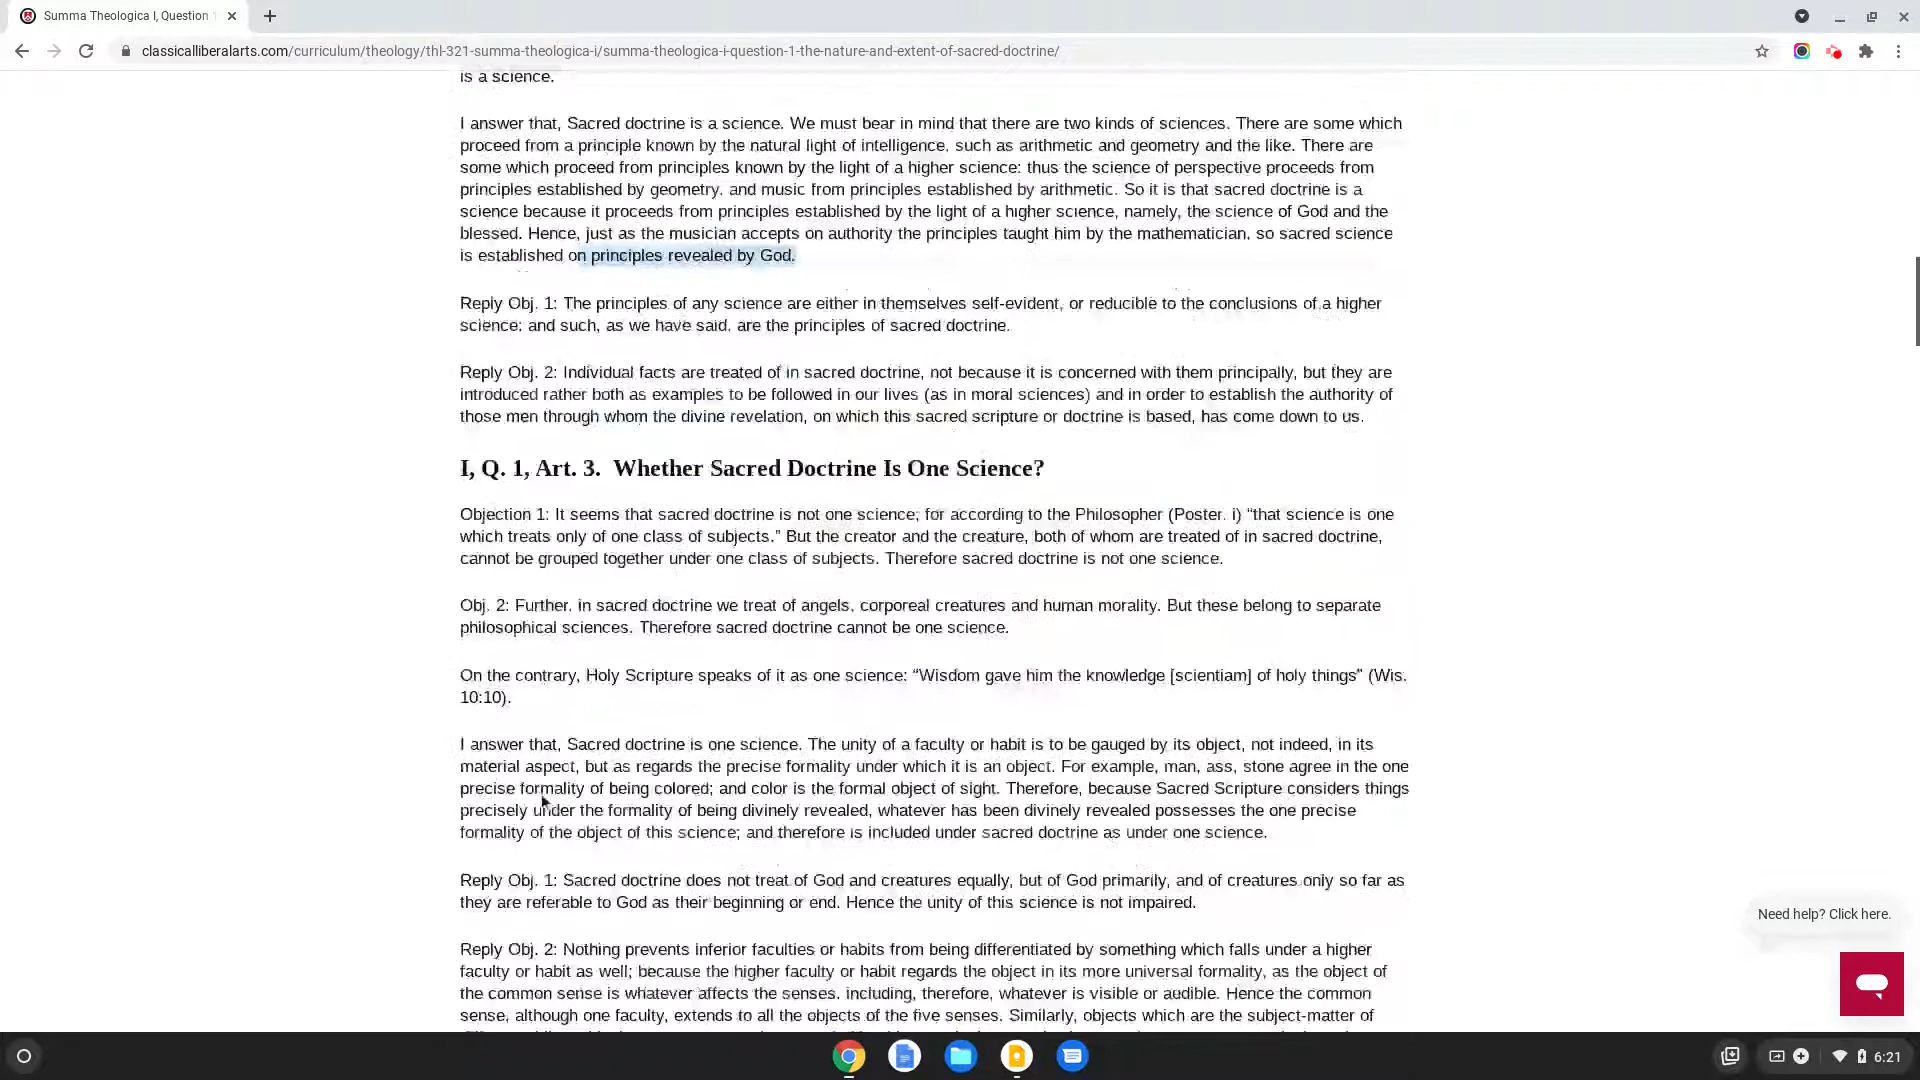 Summa Theologica I, Question 1
classicalliberalarts.com/curriculum/theology/thl-321-summa-theologica-i/summa-theologica-i-question-1-the-nature-and-extent-of-sacred-doctrine/
is a science.
I answer that, Sacred doctrine is a science. We must bear in mind that there are two kinds of sciences. There are some which
proceed from a principle known by the natural light of intelligence, such as arithmetic and geometry and the like. There are
some which proceed from principles known by the light of a higher science: thus the science of perspective proceeds from
principles established by geometry, and music from principles established by arithmetic. So it is that sacred doctrine is a
science because it proceeds from principles established by the light of a higher science, namely, the science of God and the
blessed. Hence, just as the musician accepts on authority the principles taught him by the mathematician, so sacred science
is established on principles revealed by God.
Reply Obj. 1: The principles of any science are either in themselves self-evident, or reducible to the conclusions of a higher
science; and such, as we have said, are the principles of sacred doctrine.
Reply Obj. 2: Individual facts are treated of in sacred doctrine, not because it is concerned with them principally, but they are
introduced rather both as examples to be followed in our lives (as in moral sciences) and in order to establish the authority of
those men through whom the divine revelation, on which this sacred scripture or doctrine is based, has come down to us.
I, Q. 1, Art. 3. Whether Sacred Doctrine Is One Science?
Objection 1: It seems that sacred doctrine is not one science; for according to the Philosopher (Poster. i) “that science is one
which treats only of one class of subjects.” But the creator and the creature, both of whom are treated of in sacred doctrine,
cannot be grouped together under one class of subjects. Therefore sacred doctrine is not one science.
Obj. 2: Further, in sacred doctrine we treat of angels, corporeal creatures and human morality. But these belong to separate
philosophical sciences. Therefore sacred doctrine cannot be one science.
On the contrary, Holy Scripture speaks of it as one science: “Wisdom gave him the knowledge [scientiam] of holy things” (Wis.
10:10).
I answer that, Sacred doctrine is one science. The unity of a faculty or habit is to be gauged by its object, not indeed, in its
material aspect, but as regards the precise formality under which it is an object. For example, man, ass, stone agree in the one
precise formality of being colored; and color is the formal object of sight. Therefore, because Sacred Scripture considers things
precisely under the formality of being divinely revealed, whatever has been divinely revealed possesses the one precise
formality of the object of this science; and therefore is included under sacred doctrine as under one science.
Reply Obj. 1: Sacred doctrine does not treat of God and creatures equally, but of God primarily, and of creatures only so far as
they are referable to God as their beginning or end. Hence the unity of this science is not impaired.
Reply Obj. 2: Nothing prevents inferior faculties or habits from being differentiated by something which falls under a higher
faculty or habit as well; because the higher faculty or habit regards the object in its more universal formality, as the object of
the common sense is whatever affects the senses, including, therefore, whatever is visible or audible. Hence the common
sense, although one faculty, extends to all the objects of the five senses. Similarly, objects which are the subject-matter of
Need help? Click here.
6:21